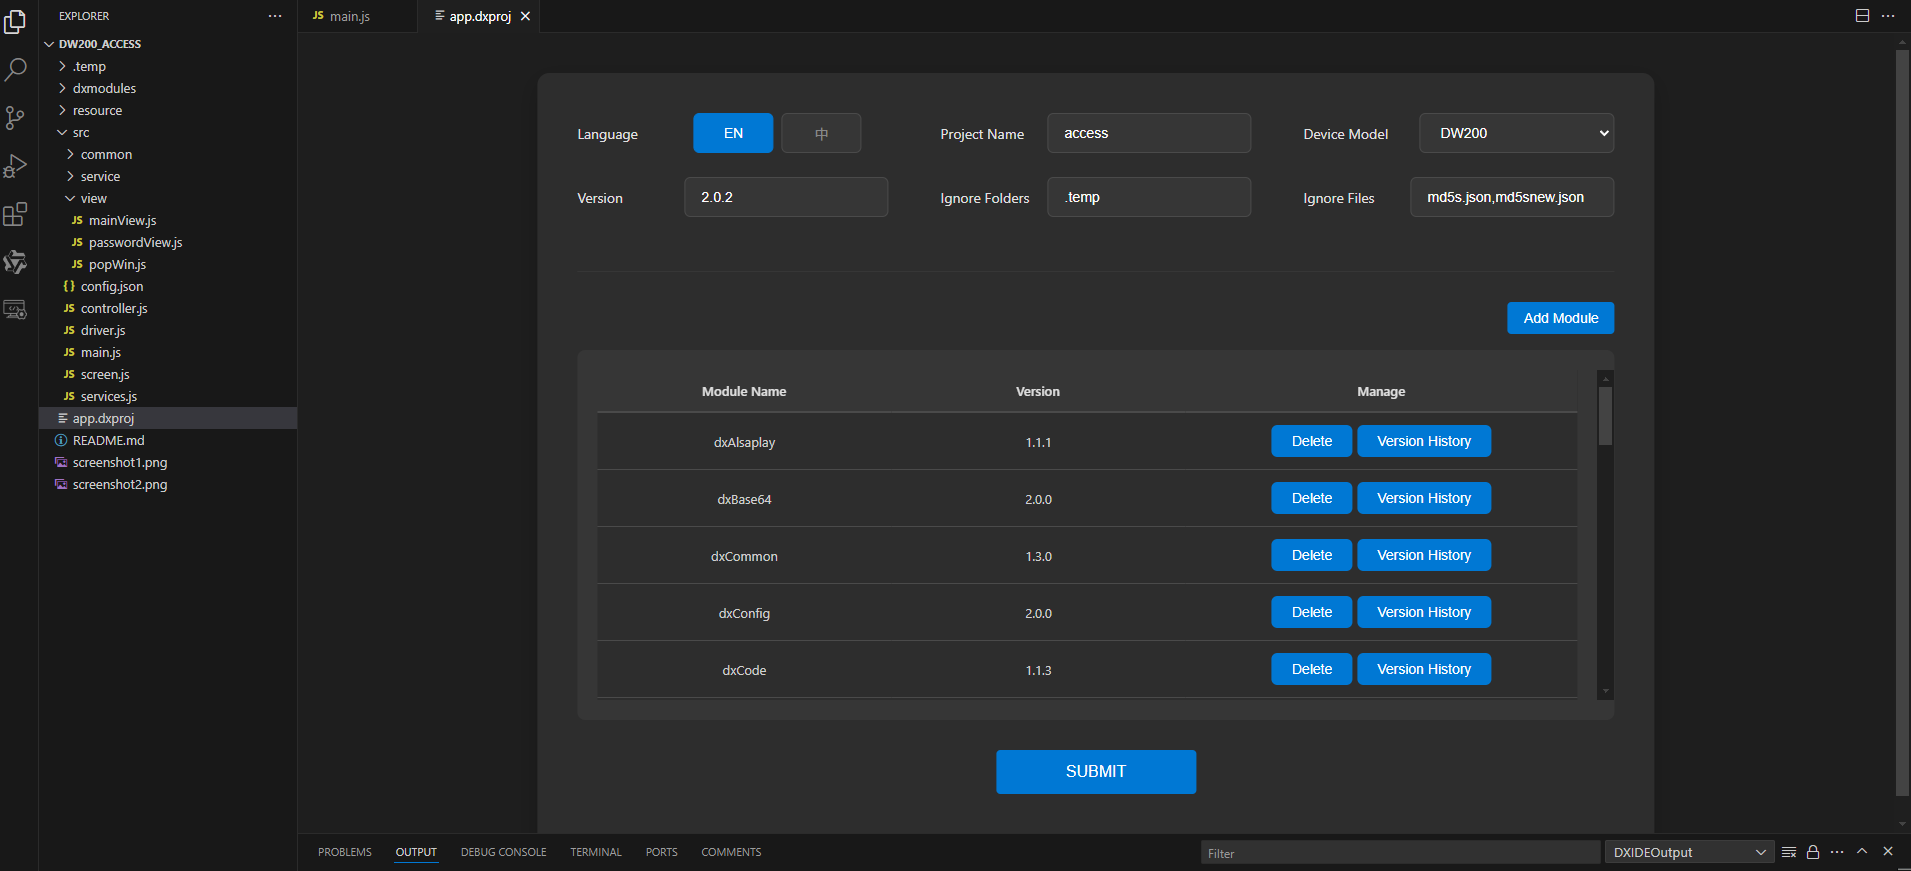 EXPLORER
DW200_ACCESS
.temp
dxmodules
resource
src
common
service
view
JS mainView.js
JS passwordView.js
JS popWin.js
{} config.json
JS controller.js
JS driver.js
JS main.js
JS screen.js
JS services.js
app.dxproj
README.md
screenshot1.png
screenshot2.png
JS main.js
app.dxproj
Language EN 中 Project Name access Device Model DW200
Version 2.0.2 Ignore Folders .temp Ignore Files md5s.json,md5snew.json
Add Module
Module Name Version Manage
dxAlsaplay 1.1.1 Delete Version History
dxBase64 2.0.0 Delete Version History
dxCommon 1.3.0 Delete Version History
dxConfig 2.0.0 Delete Version History
dxCode 1.1.3 Delete Version History
SUBMIT
PROBLEMS OUTPUT DEBUG CONSOLE TERMINAL PORTS COMMENTS Filter DXIDEOutput